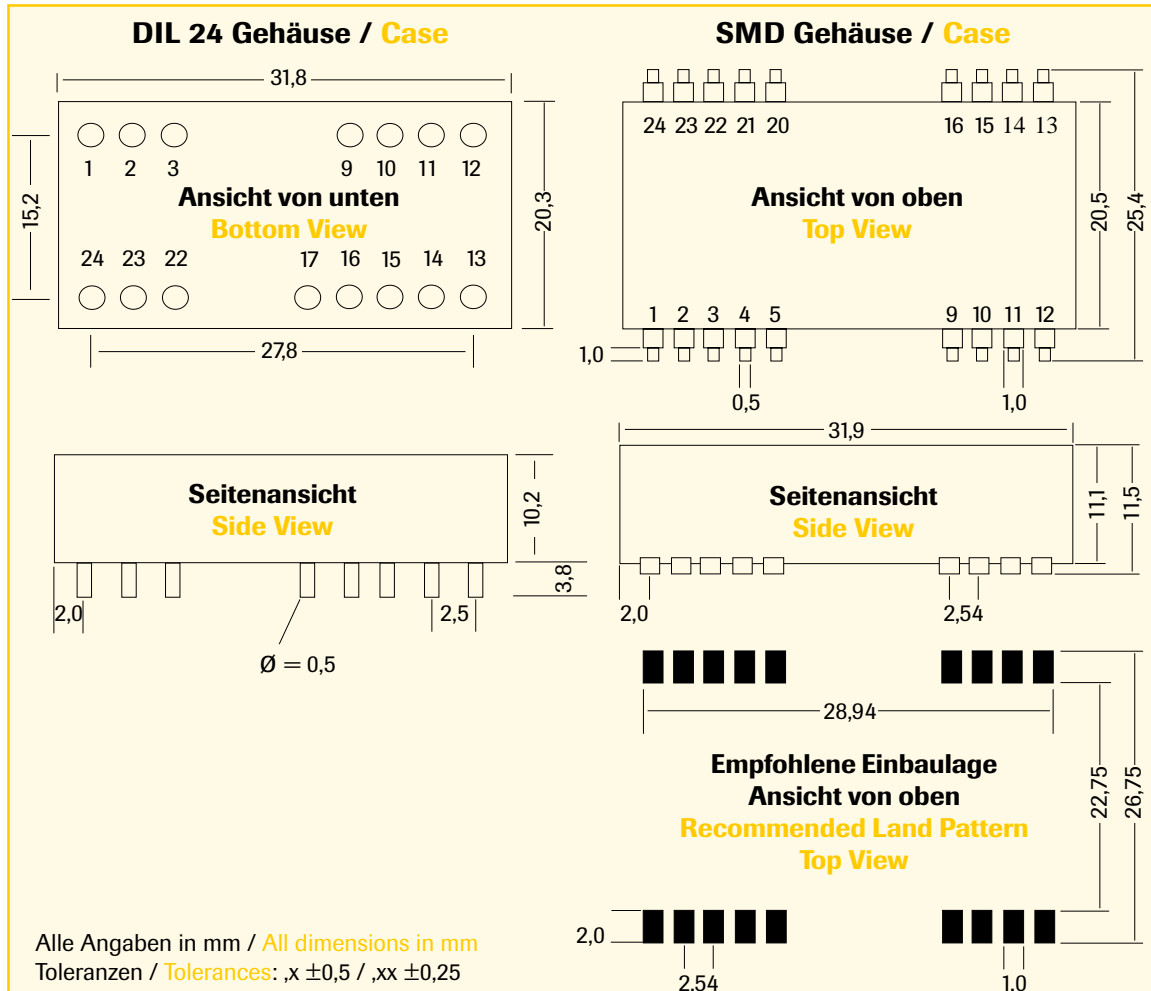 DIL 24 Gehäuse / Case
31,8
1 2 3 9 10 11 12
Ansicht von unten
Bottom View
15,2
20,3
24 23 22 17 16 15 14 13
27,8
Seitenansicht
Side View
10,2
3,8
2,0
2,5
Ø = 0,5
SMD Gehäuse / Case
24 23 22 21 20 16 15 14 13
Ansicht von oben
Top View
20,5
25,4
1 2 3 4 5 9 10 11 12
1,0
0,5
1,0
31,9
Seitenansicht
Side View
11,1
11,5
2,0
2,54
28,94
Empfohlene Einbaulage
Ansicht von oben
Recommended Land Pattern
Top View
22,75
26,75
2,0
2,54
1,0
Alle Angaben in mm / All dimensions in mm
Toleranzen / Tolerances: ,x ±0,5 / ,xx ±0,25